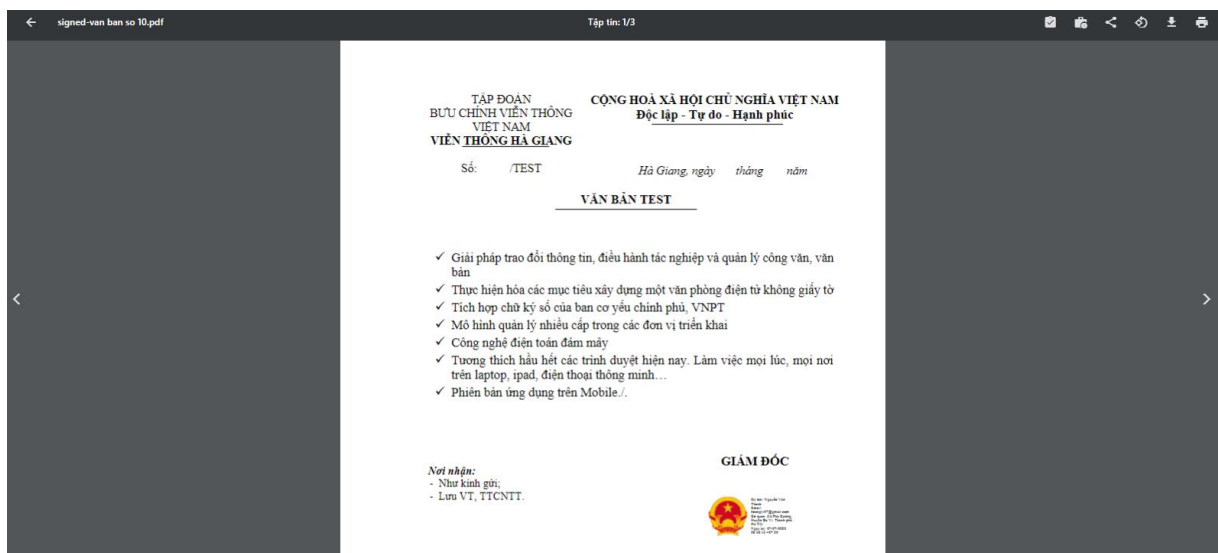 signed-van ban so 10.pdf
Tập tin: 1/3
TẬP ĐOÀN
BƯU CHÍNH VIỄN THÔNG
VIỆT NAM
VIỄN THÔNG HÀ GIANG
CỘNG HOÀ XÃ HỘI CHỦ NGHĨA VIỆT NAM
Độc lập - Tự do - Hạnh phúc
Số: /TEST
Hà Giang, ngày tháng năm
VĂN BẢN TEST
✓ Giải pháp trao đổi thông tin, điều hành tác nghiệp và quản lý công văn, văn
bản
✓ Thực hiện hóa các mục tiêu xây dựng một văn phòng điện tử không giấy tờ
✓ Tích hợp chữ ký số của ban cơ yếu chính phủ, VNPT
✓ Mô hình quản lý nhiều cấp trong các đơn vị triển khai
✓ Công nghệ điện toán đám mây
✓ Tương thích hầu hết các trình duyệt hiện nay. Làm việc mọi lúc, mọi nơi
trên laptop, ipad, điện thoại thông minh…
✓ Phiên bản ứng dụng trên Mobile./.
GIÁM ĐỐC
Nơi nhận:
- Như kính gửi;
- Lưu VT, TTCNTT.